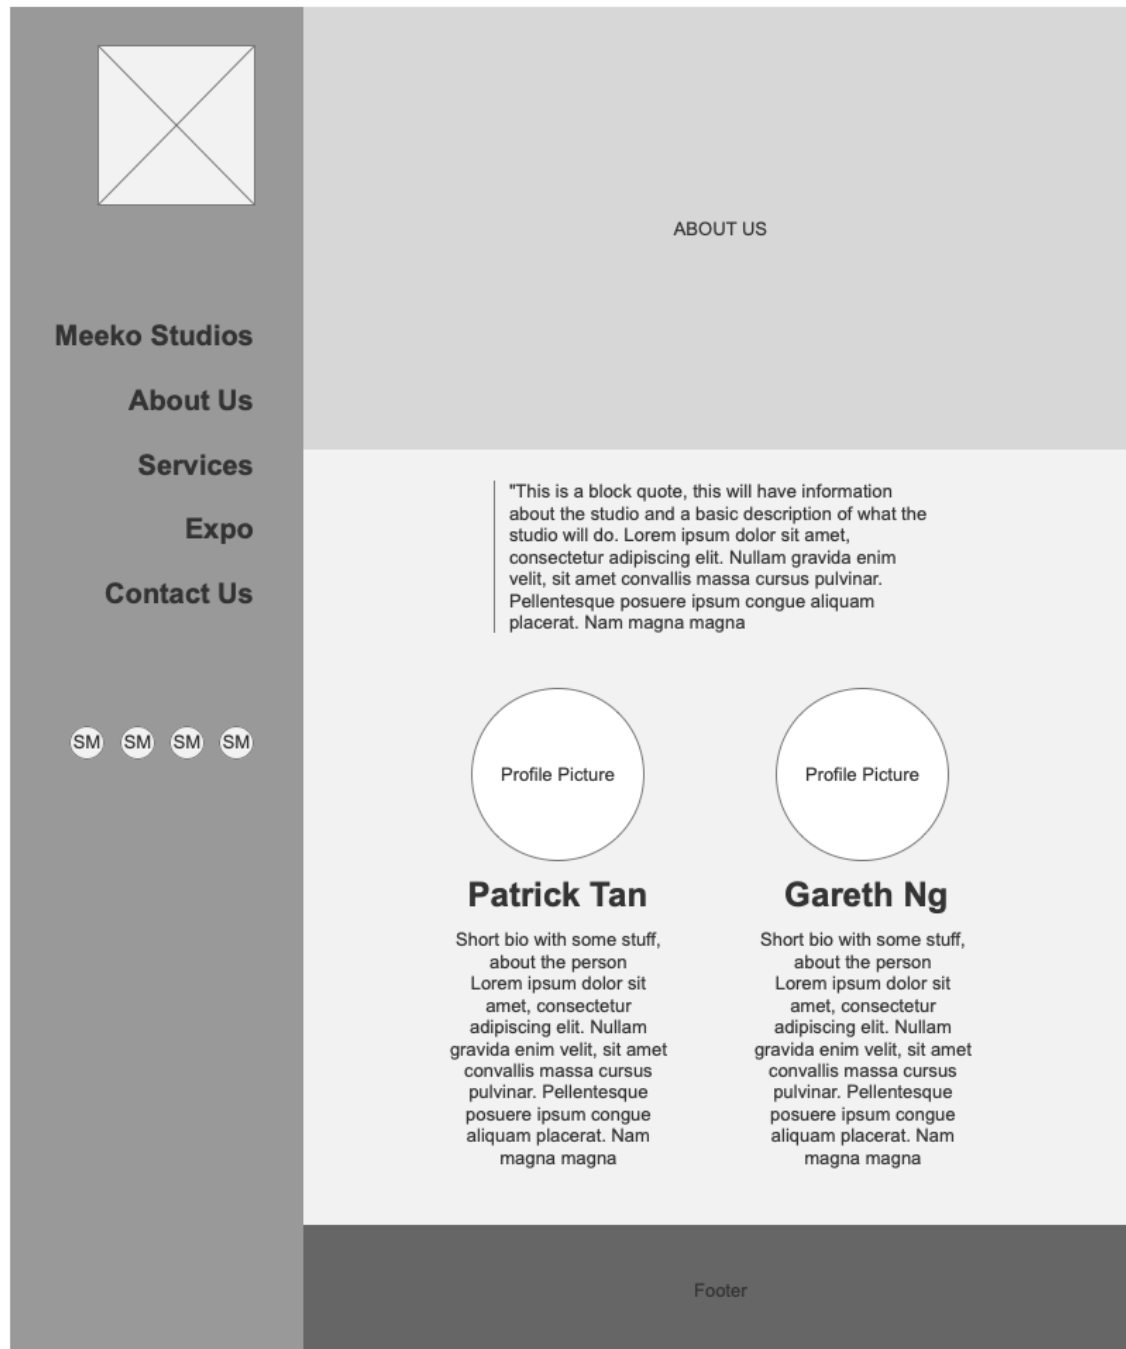 Meeko Studios
About Us
Services
Expo
Contact Us
SM SM SM SM
ABOUT US
"This is a block quote, this will have information
about the studio and a basic description of what the
studio will do. Lorem ipsum dolor sit amet,
consectetur adipiscing elit. Nullam gravida enim
velit, sit amet convallis massa cursus pulvinar.
Pellentesque posuere ipsum congue aliquam
placerat. Nam magna magna
Profile Picture
Patrick Tan
Short bio with some stuff,
about the person
Lorem ipsum dolor sit
amet, consectetur
adipiscing elit. Nullam
gravida enim velit, sit amet
convallis massa cursus
pulvinar. Pellentesque
posuere ipsum congue
aliquam placerat. Nam
magna magna
Profile Picture
Gareth Ng
Short bio with some stuff,
about the person
Lorem ipsum dolor sit
amet, consectetur
adipiscing elit. Nullam
gravida enim velit, sit amet
convallis massa cursus
pulvinar. Pellentesque
posuere ipsum congue
aliquam placerat. Nam
magna magna
Footer